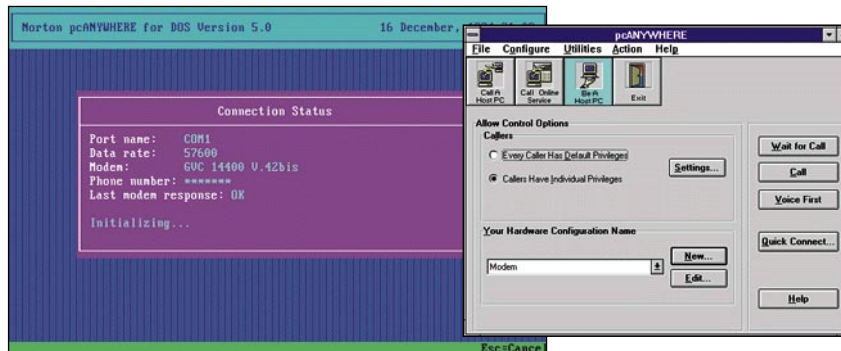 Norton pcANYWHERE for DOS Version 5.0 16 December,
Connection Status
Port name: COM1
Data rate: 57600
Modem: GVC 14400 V.42bis
Phone number: *******
Last modem response: OK
Initializing...
Esc=Cancel
pcANYWHERE
File Configure Utilities Action Help
Call A Host PC
Call Online Service
Be A Host PC
Exit
Allow Control Options
Callers
Every Caller Has Default Privileges
Callers Have Individual Privileges
Settings...
Your Hardware Configuration Name
Modem
New...
Edit...
Wait for Call
Call
Voice First
Quick Connect...
Help